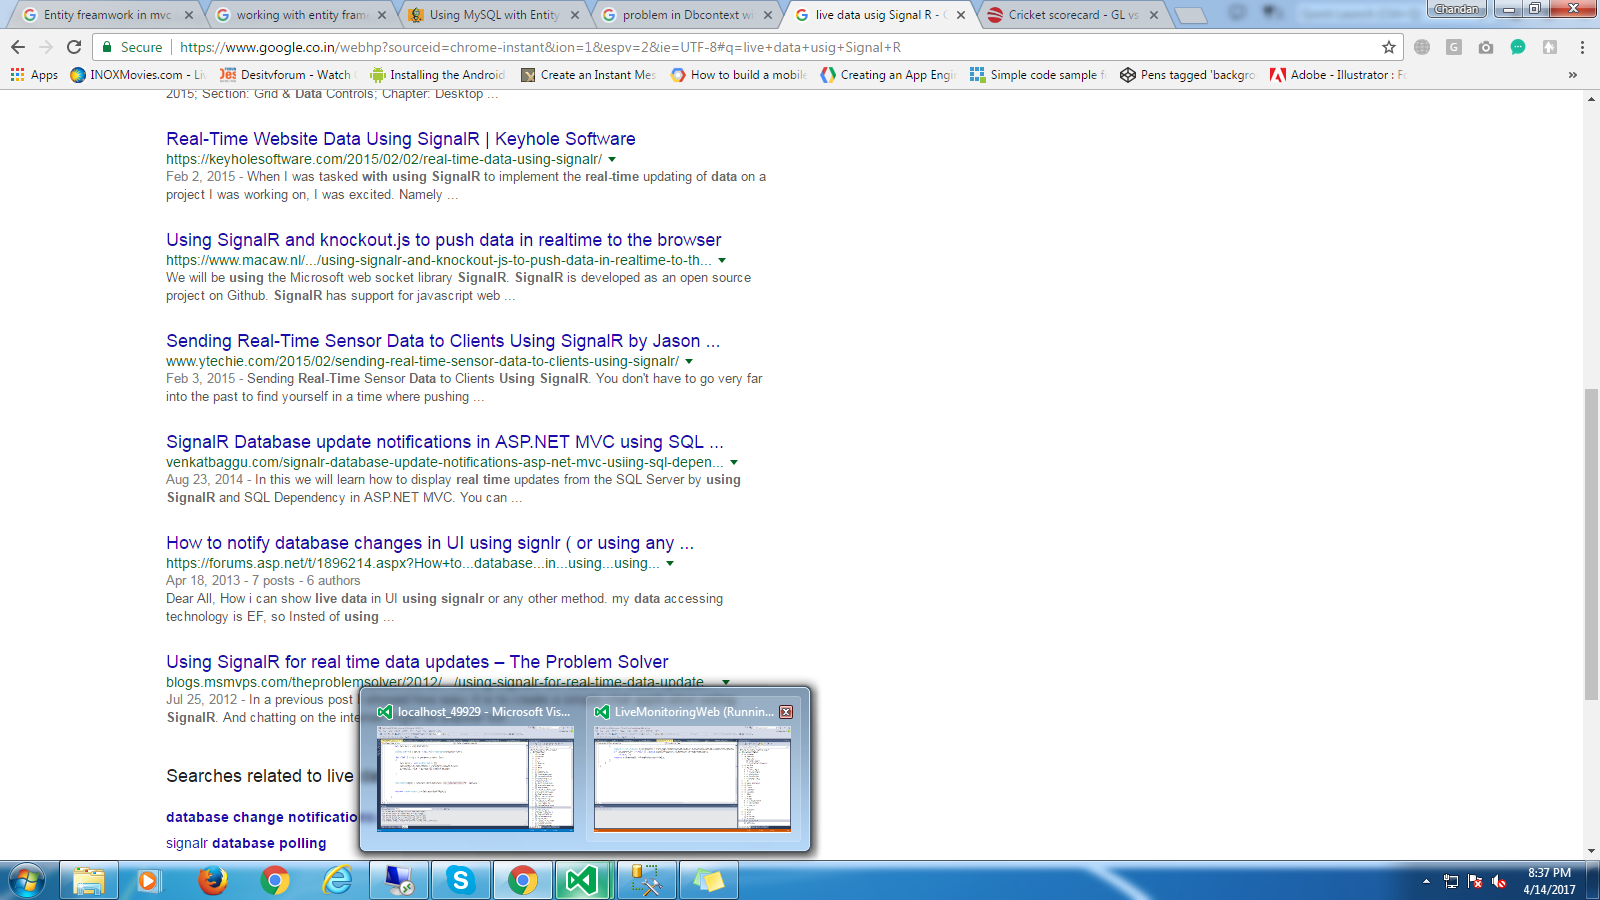 Entity freamwork in mvc
working with entity fram
Using MySQL with Entity
problem in Dbcontext wi
live data usig Signal R - G
Cricket scorecard - GL vs
Chandan
Secure
https://www.google.co.in/webhp?sourceid=chrome-instant&ion=1&espv=2&ie=UTF-8#q=live+data+usig+Signal+R
Apps
INOXMovies.com - Liv
Desitvforum - Watch
Installing the Android
Create an Instant Mes
How to build a mobile
Creating an App Engi
Simple code sample f
Pens tagged 'backgro
Adobe - Illustrator : Fo
»
2015; Section: Grid & Data Controls; Chapter: Desktop ...
Real-Time Website Data Using SignalR | Keyhole Software
https://keyholesoftware.com/2015/02/02/real-time-data-using-signalr/
Feb 2, 2015 - When I was tasked with using SignalR to implement the real-time updating of data on a
project I was working on, I was excited. Namely ...
Using SignalR and knockout.js to push data in realtime to the browser
https://www.macaw.nl/.../using-signalr-and-knockout-js-to-push-data-in-realtime-to-th...
We will be using the Microsoft web socket library SignalR. SignalR is developed as an open source
project on Github. SignalR has support for javascript web ...
Sending Real-Time Sensor Data to Clients Using SignalR by Jason ...
www.ytechie.com/2015/02/sending-real-time-sensor-data-to-clients-using-signalr/
Feb 3, 2015 - Sending Real-Time Sensor Data to Clients Using SignalR. You don't have to go very far
into the past to find yourself in a time where pushing ...
SignalR Database update notifications in ASP.NET MVC using SQL ...
venkatbaggu.com/signalr-database-update-notifications-asp-net-mvc-usiing-sql-depen...
Aug 23, 2014 - In this we will learn how to display real time updates from the SQL Server by using
SignalR and SQL Dependency in ASP.NET MVC. You can ...
How to notify database changes in UI using signlr ( or using any ...
https://forums.asp.net/t/1896214.aspx?How+to...database...in...using...using...
Apr 18, 2013 - 7 posts - 6 authors
Dear All, How i can show live data in UI using signalr or any other method. my data accessing
technology is EF, so Insted of using ...
Using SignalR for real time data updates – The Problem Solver
blogs.msmvps.com/theproblemsolver/2012/.../using-signalr-for-real-time-data-update...
Jul 25, 2012 - In a previous post
SignalR. And chatting on the inte
localhost_49929 - Microsoft Vis...
LiveMonitoringWeb (Runnin...
Searches related to live
database change notification
signalr database polling
8:37 PM
4/14/2017